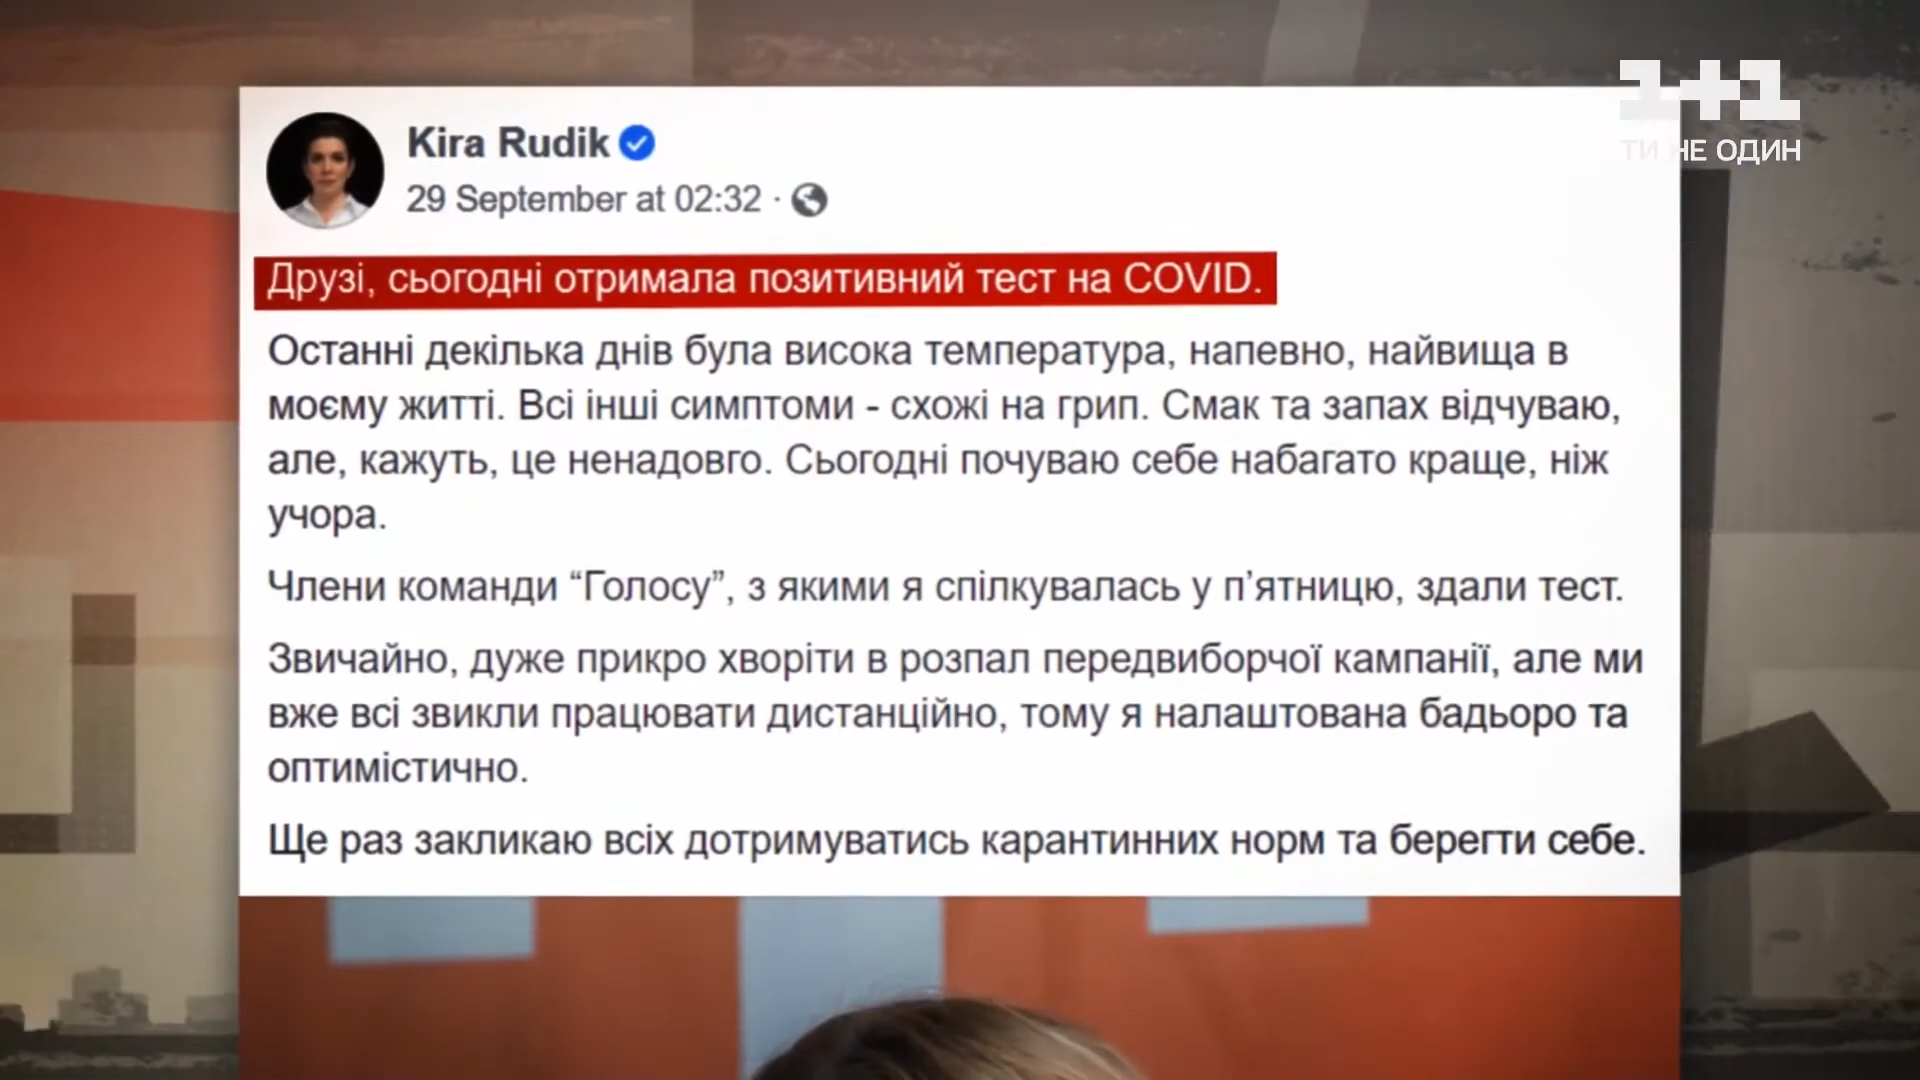 1+1
ТИ НЕ ОДИН
Kira Rudik
29 September at 02:32 ·
Друзі, сьогодні отримала позитивний тест на COVID.
Останні декілька днів була висока температура, напевно, найвища в
моєму житті. Всі інші симптоми - схожі на грип. Смак та запах відчуваю,
але, кажуть, це ненадовго. Сьогодні почуваю себе набагато краще, ніж
учора.
Члени команди “Голосу”, з якими я спілкувалась у п’ятницю, здали тест.
Звичайно, дуже прикро хворіти в розпал передвиборчої кампанії, але ми
вже всі звикли працювати дистанційно, тому я налаштована бадьоро та
оптимістично.
Ще раз закликаю всіх дотримуватись карантинних норм та берегти себе.